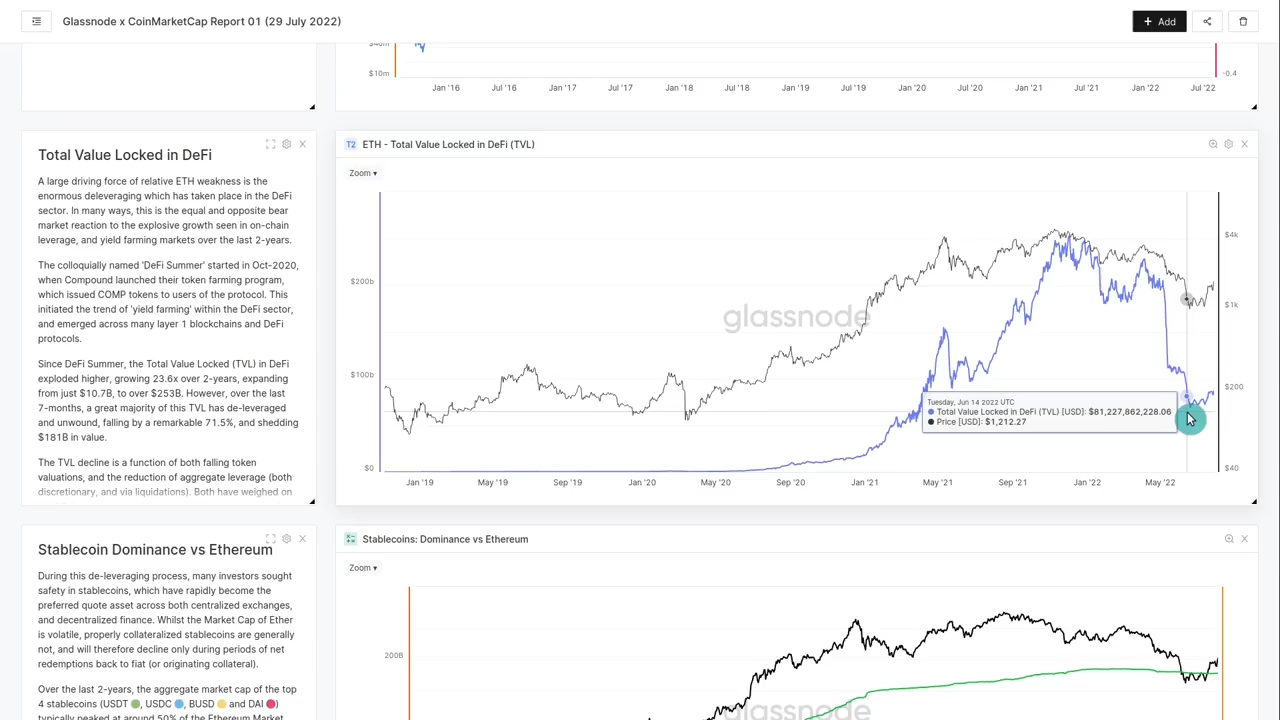 Glassnode x CoinMarketCap Report 01 (29 July 2022)
+ Add
$10m
-0.4
Jan '16
Jul '16
Jan '17
Jul '17
Jan '18
Jul '18
Jan '19
Jul '19
Jan '20
Jul '20
Jan '21
Jul '21
Jan '22
Jul '22
Total Value Locked in DeFi
A large driving force of relative ETH weakness is the
enormous deleveraging which has taken place in the DeFi
sector. In many ways, this is the equal and opposite bear
market reaction to the explosive growth seen in on-chain
leverage, and yield farming markets over the last 2-years.
The colloquially named 'DeFi Summer' started in Oct-2020,
when Compound launched their token farming program,
which issued COMP tokens to users of the protocol. This
initiated the trend of 'yield farming' within the DeFi sector,
and emerged across many layer 1 blockchains and DeFi
protocols.
Since DeFi Summer, the Total Value Locked (TVL) in DeFi
exploded higher, growing 23.6x over 2-years, expanding
from just $10.7B, to over $253B. However, over the last
7-months, a great majority of this TVL has de-leveraged
and unwound, falling by a remarkable 71.5%, and shedding
$181B in value.
The TVL decline is a function of both falling token
valuations, and the reduction of aggregate leverage (both
discretionary, and via liquidations). Both have weighed on
T2 ETH - Total Value Locked in DeFi (TVL)
Zoom ▾
$200b
$100b
$0
$4k
$1k
$200
$40
glassnode
Tuesday, Jun 14 2022 UTC
Total Value Locked in DeFi (TVL) [USD]: $81,227,862,228.06
Price [USD]: $1,212.27
Jan '19
May '19
Sep '19
Jan '20
May '20
Sep '20
Jan '21
May '21
Sep '21
Jan '22
May '22
Stablecoin Dominance vs Ethereum
During this de-leveraging process, many investors sought
safety in stablecoins, which have rapidly become the
preferred quote asset across both centralized exchanges,
and decentralized finance. Whilst the Market Cap of Ether
is volatile, properly collateralized stablecoins are generally
not, and will therefore decline only during periods of net
redemptions back to fiat (or originating collateral).
Over the last 2-years, the aggregate market cap of the top
4 stablecoins (USDT, USDC, BUSD and DAI)
typically peaked at around 50% of the Ethereum Market
Stablecoins: Dominance vs Ethereum
Zoom ▾
200B
glassnode